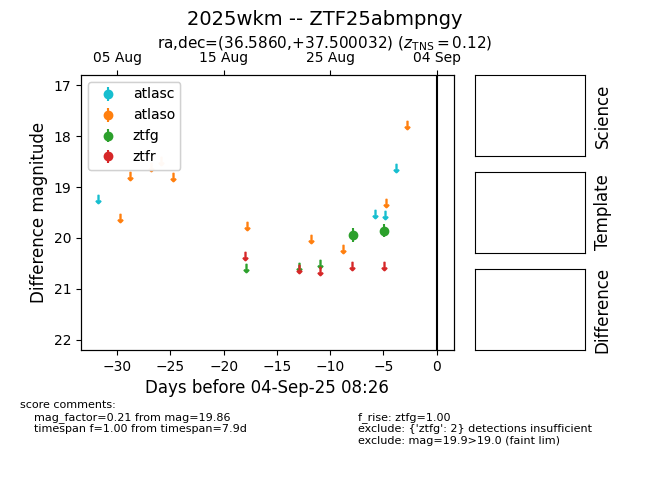 2025wkm -- ZTF25abmpngy
ra,dec=(36.5860,+37.500032) (z_TNS = 0.12)
05 Aug 15 Aug 25 Aug 04 Sep
17
18
19
20
21
22
Difference magnitude
atlasc
atlaso
ztfg
ztfr
−30 −25 −20 −15 −10 −5 0
Days before 04-Sep-25 08:26
Science
Template
Difference
score comments:
mag_factor=0.21 from mag=19.86
timespan f=1.00 from timespan=7.9d
f_rise: ztfg=1.00
exclude: {'ztfg': 2} detections insufficient
exclude: mag=19.9>19.0 (faint lim)